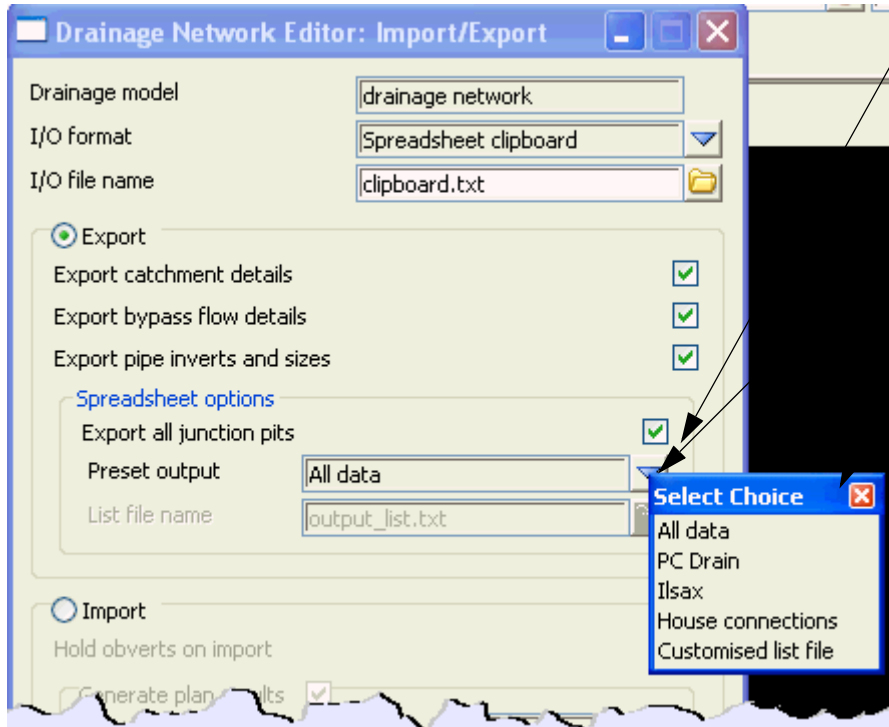 Drainage Network Editor: Import/Export
Drainage model drainage network
I/O format Spreadsheet clipboard
I/O file name clipboard.txt
Export
Export catchment details
Export bypass flow details
Export pipe inverts and sizes
Spreadsheet options
Export all junction pits
Preset output All data
List file name output_list.txt
Select Choice
All data
PC Drain
Ilsax
House connections
Customised list file
Import
Hold obverts on import
Generate plan